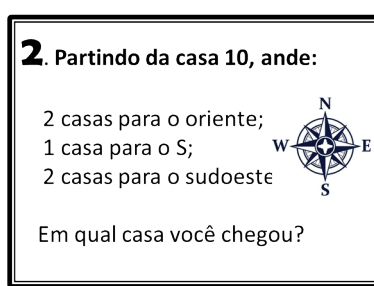 2. Partindo da casa 10, ande:
2 casas para o oriente;
1 casa para o S;
2 casas para o sudoeste
N
W
E
S
Em qual casa você chegou?